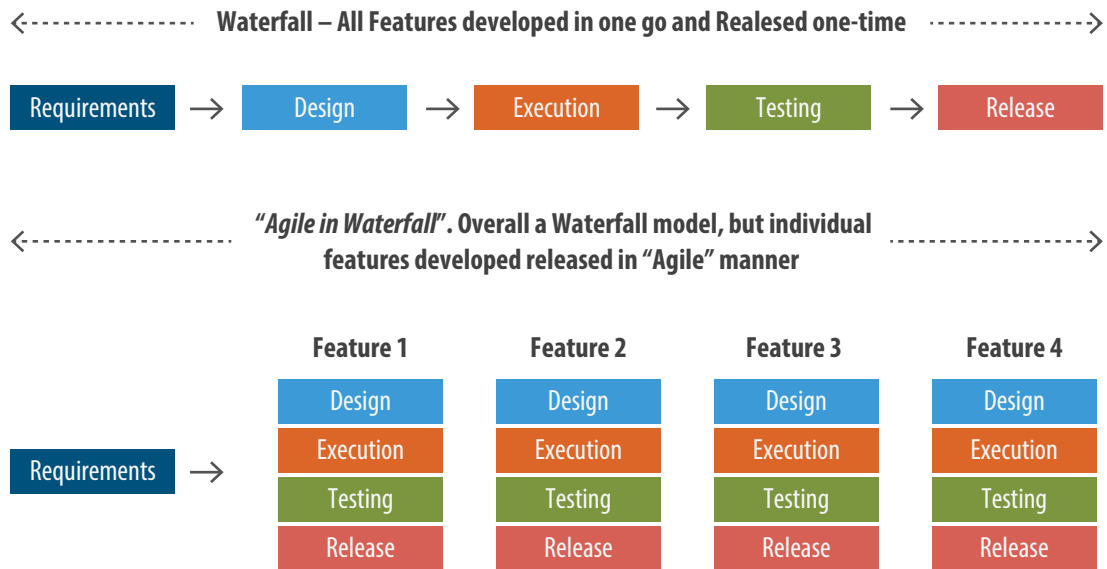 Waterfall – All Features developed in one go and Realesed one-time
Requirements
Design
Execution
Testing
Release
“Agile in Waterfall”. Overall a Waterfall model, but individual
features developed released in “Agile” manner
Requirements
Feature 1
Design
Execution
Testing
Release
Feature 2
Design
Execution
Testing
Release
Feature 3
Design
Execution
Testing
Release
Feature 4
Design
Execution
Testing
Release